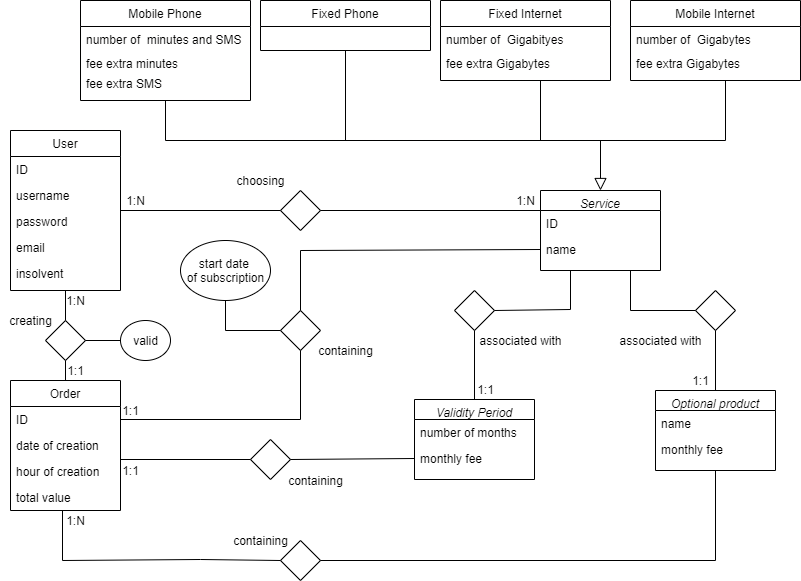 Mobile Phone
number of  minutes and SMS
fee extra minutes
fee extra SMS
Fixed Phone
Fixed Internet
number of  Gigabityes
fee extra Gigabytes
Mobile Internet
number of  Gigabytes
fee extra Gigabytes
User
ID
username
password
email
insolvent
choosing
1:N
1:N
Service
ID
name
start date
of subscription
1:N
creating
valid
1:1
containing
associated with
associated with
Order
ID
date of creation
hour of creation
total value
1:1
1:1
1:N
1:1
Validity Period
number of months
monthly fee
1:1
Optional product
name
monthly fee
containing
containing